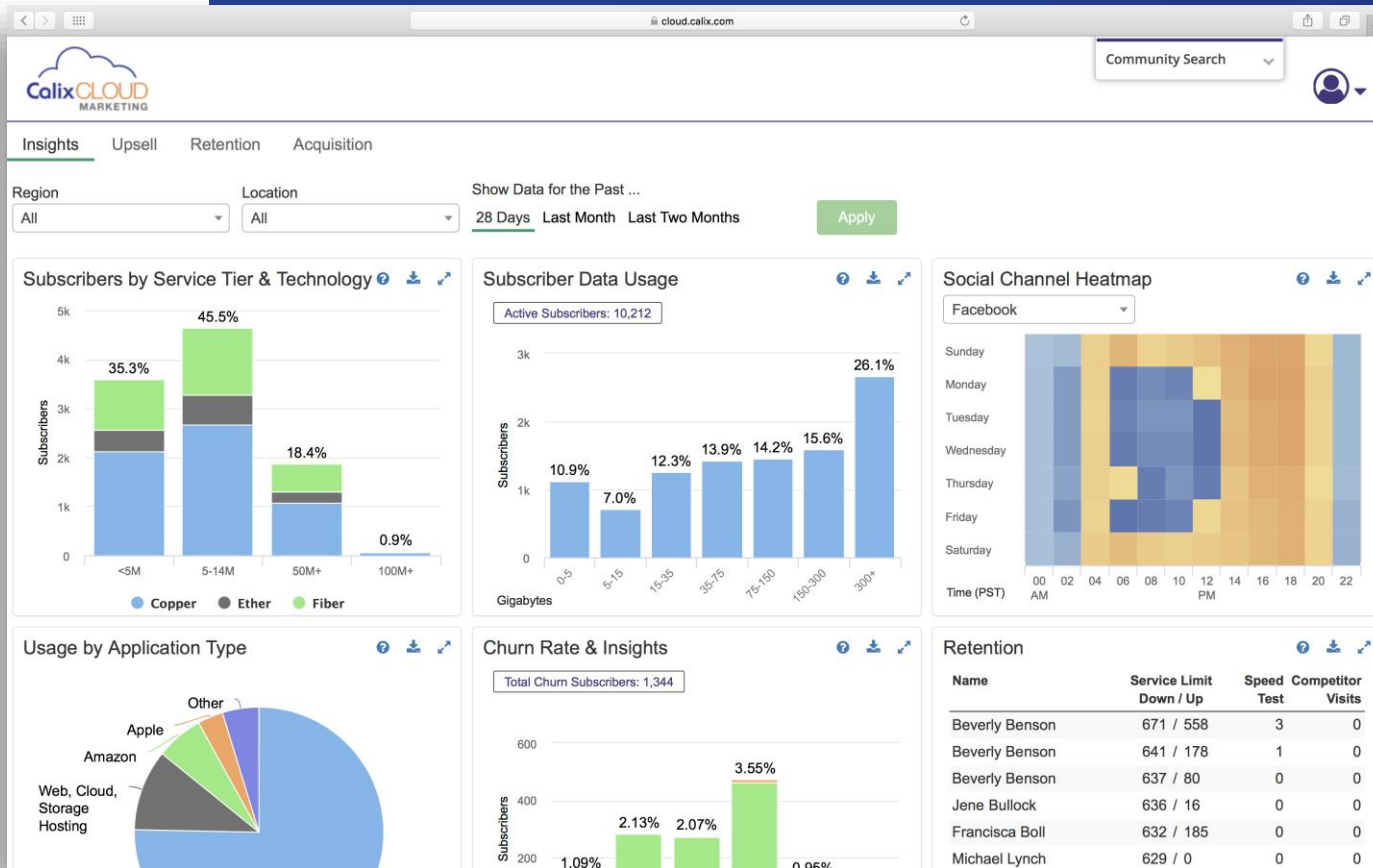 cloud.calix.com
Community Search
CalixCLOUD
MARKETING
Insights Upsell Retention Acquisition
Region
All
Location
All
Show Data for the Past ...
28 Days Last Month Last Two Months
Apply
Subscribers by Service Tier & Technology
5k
4k
3k
2k
1k
0
Subscribers
35.3%
45.5%
18.4%
0.9%
<5M 5-14M 50M+ 100M+
Copper Ether Fiber
Subscriber Data Usage
Active Subscribers: 10,212
3k
2k
1k
0
Subscribers
10.9%
7.0%
12.3%
13.9%
14.2%
15.6%
26.1%
0-5 5-15 15-35 35-75 75-150 150-300 300+
Gigabytes
Social Channel Heatmap
Facebook
Sunday
Monday
Tuesday
Wednesday
Thursday
Friday
Saturday
Time (PST)
00 02 04 06 08 10 12 14 16 18 20 22
AM PM
Usage by Application Type
Other
Apple
Amazon
Web, Cloud,
Storage
Hosting
Churn Rate & Insights
Total Churn Subscribers: 1,344
600
400
200
Subscribers
1.09%
2.13%
2.07%
3.55%
0.95%
Retention
Name Service Limit Down / Up Speed Test Competitor Visits
Beverly Benson 671 / 558 3 0
Beverly Benson 641 / 178 1 0
Beverly Benson 637 / 80 0 0
Jene Bullock 636 / 16 0 0
Francisca Boll 632 / 185 0 0
Michael Lynch 629 / 0 0 0